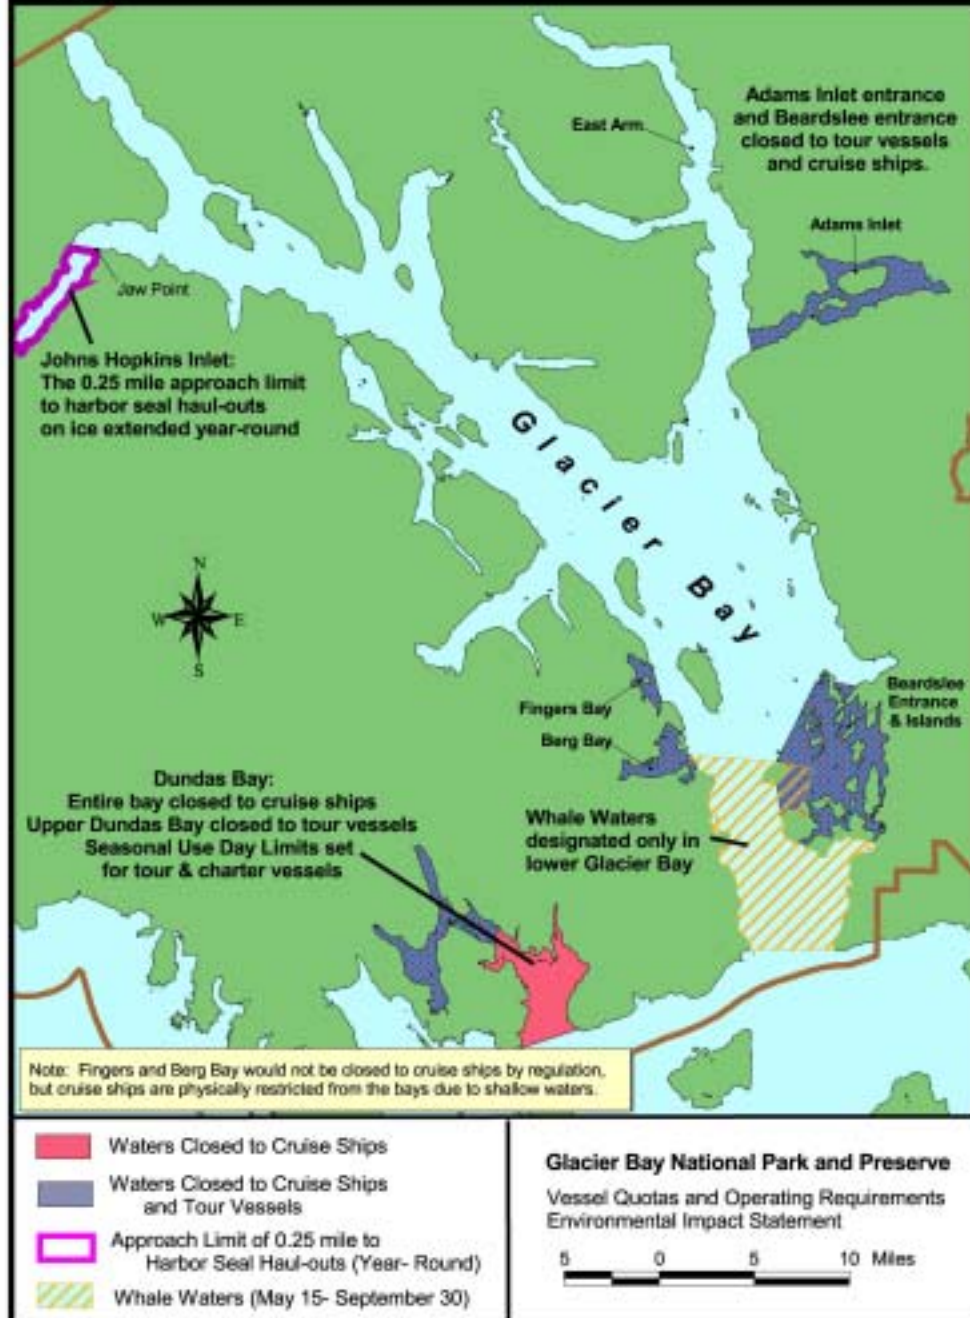 East Arm
Adams Inlet entrance
and Beardslee entrance
closed to tour vessels
and cruise ships.
Adams Inlet
Jaw Point
Johns Hopkins Inlet:
The 0.25 mile approach limit
to harbor seal haul-outs
on ice extended year-round
Glacier Bay
N
W
E
S
Fingers Bay
Berg Bay
Beardslee
Entrance
& Islands
Dundas Bay:
Entire bay closed to cruise ships
Upper Dundas Bay closed to tour vessels
Seasonal Use Day Limits set
for tour & charter vessels
Whale Waters
designated only in
lower Glacier Bay
Note: Fingers and Berg Bay would not be closed to cruise ships by regulation,
but cruise ships are physically restricted from the bays due to shallow waters.
Waters Closed to Cruise Ships
Waters Closed to Cruise Ships
and Tour Vessels
Approach Limit of 0.25 mile to
Harbor Seal Haul-outs (Year- Round)
Whale Waters (May 15- September 30)
Glacier Bay National Park and Preserve
Vessel Quotas and Operating Requirements
Environmental Impact Statement
5 0 5 10 Miles